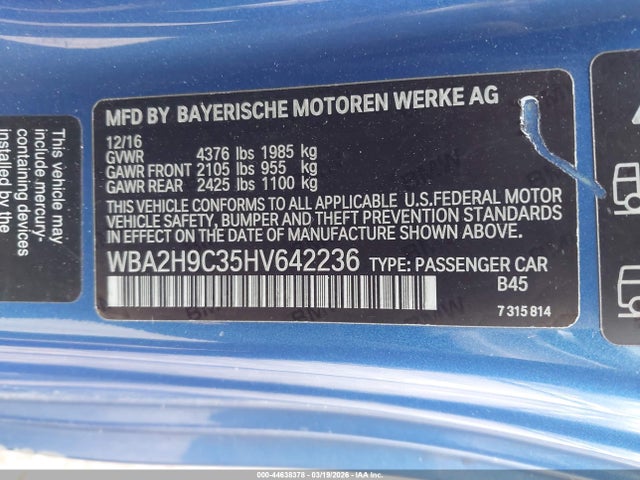 This vehicle may
include mercury-
installed by the
MFD BY BAYERISCHE MOTOREN WERKE AG
12/16
GVWR 4376 lbs 1985 kg
GAWR FRONT 2105 lbs 955 kg
GAWR REAR 2425 lbs 1100 kg
THIS VEHICLE CONFORMS TO ALL APPLICABLE U.S.FEDERAL MOTOR
VEHICLE SAFETY, BUMPER AND THEFT PREVENTION STANDARDS
IN EFFECT ON THE DATE OF MANUFACTURE SHOWN ABOVE.
WBA2H9C35HV642236 TYPE: PASSENGER CAR
B45
7 315 814
000-44638378 - 03/19/2026 - IAA Inc.